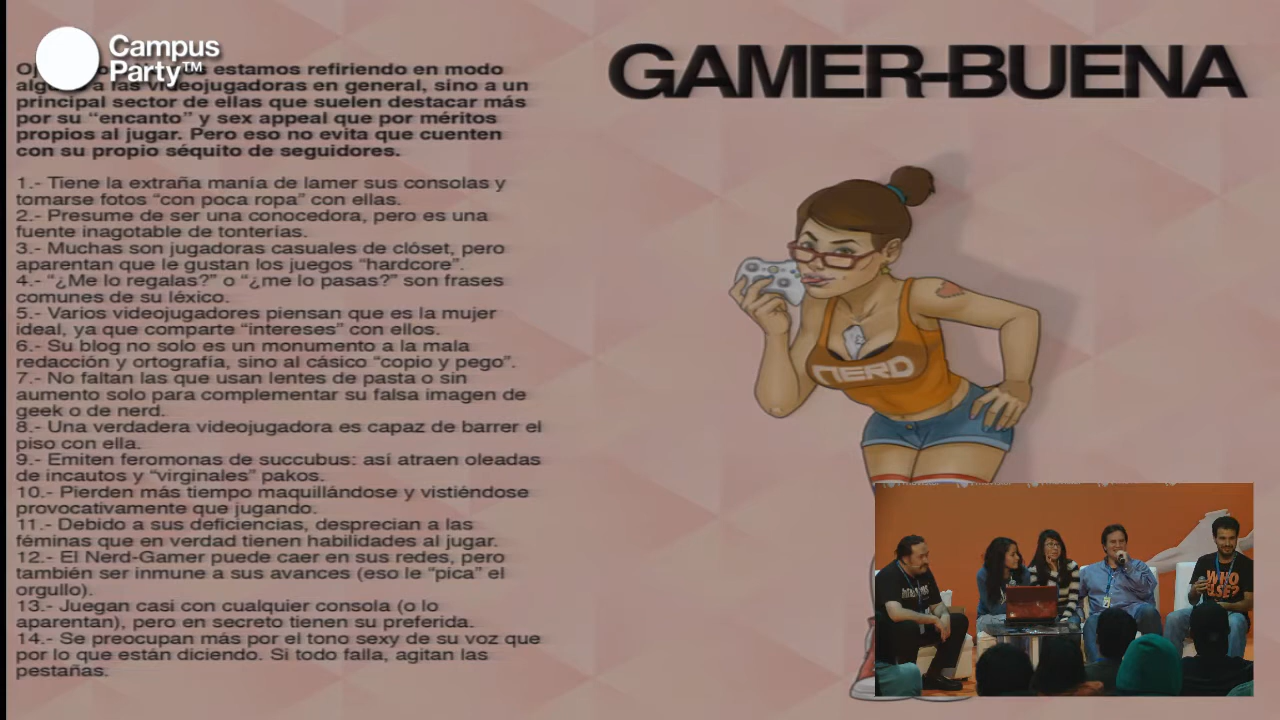 Campus
Party™
GAMER-BUENA
estamos refiriendo en modo
a las videojugadoras en general, sino a un
principal sector de ellas que suelen destacar más
por su “encanto” y sex appeal que por méritos
propios al jugar. Pero eso no evita que cuenten
con su propio séquito de seguidores.
1.- Tiene la extraña manía de lamer sus consolas y
tomarse fotos “con poca ropa” con ellas.
2.- Presume de ser una conocedora, pero es una
fuente inagotable de tonterías.
3.- Muchas son jugadoras casuales de clóset, pero
aparentan que le gustan los juegos “hardcore”.
4.- “¿Me lo regalas?” o “¿me lo pasas?” son frases
comunes de su léxico.
5.- Varios videojugadores piensan que es la mujer
ideal, ya que comparte “intereses” con ellos.
6.- Su blog no solo es un monumento a la mala
redacción y ortografía, sino al cásico “copio y pego”.
7.- No faltan las que usan lentes de pasta o sin
aumento solo para complementar su falsa imagen de
geek o de nerd.
8.- Una verdadera videojugadora es capaz de barrer el
piso con ella.
9.- Emiten feromonas de succubus: así atraen oleadas
de incautos y “virginales” pakos.
10.- Pierden más tiempo maquillándose y vistiéndose
provocativamente que jugando.
11.- Debido a sus deficiencias, desprecian a las
féminas que en verdad tienen habilidades al jugar.
12.- El Nerd-Gamer puede caer en sus redes, pero
también ser inmune a sus avances (eso le “pica” el
orgullo).
13.- Juegan casi con cualquier consola (o lo
aparentan), pero en secreto tienen su preferida.
14.- Se preocupan más por el tono sexy de su voz que
por lo que están diciendo. Si todo falla, agitan las
pestañas.
NERD
WHO
ELSE?